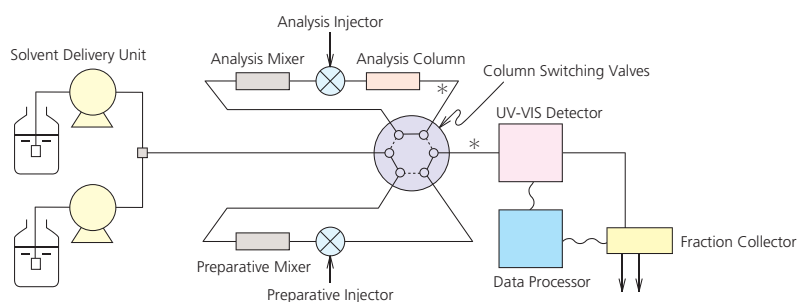 Analysis Injector
Solvent Delivery Unit
Analysis Mixer
Analysis Column
Column Switching Valves
*
UV-VIS Detector
*
Fraction Collector
Preparative Mixer
Data Processor
Preparative Injector